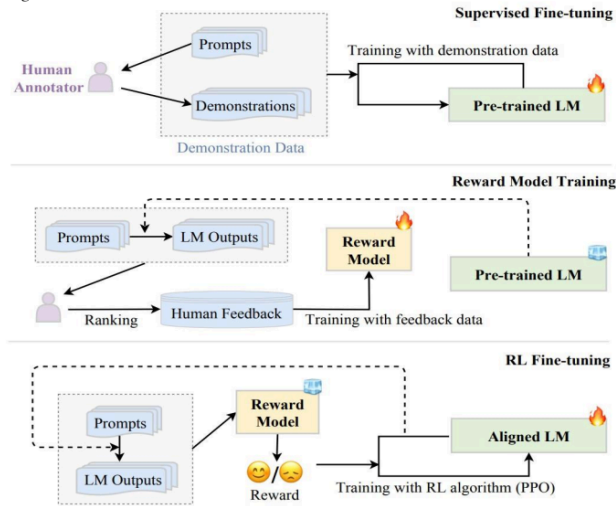 Supervised Fine-tuning
Prompts
Training with demonstration data
Human
Annotator
Demonstrations
Pre-trained LM
Demonstration Data
Reward Model Training
Prompts
LM Outputs
Reward
Model
Pre-trained LM
Ranking
Human Feedback
Training with feedback data
RL Fine-tuning
Prompts
Reward
Model
Aligned LM
LM Outputs
/
Reward
Training with RL algorithm (PPO)